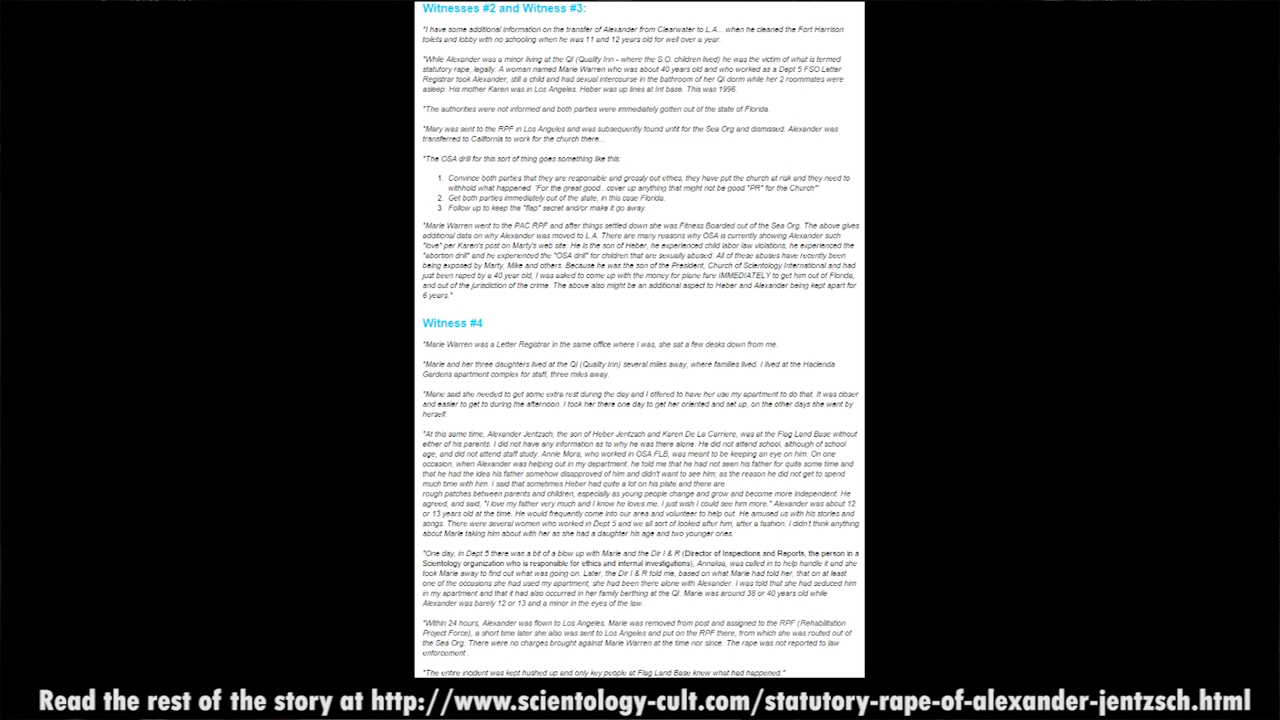 Witnesses #2 and Witness #3:
"I have some additional information on the transfer of Alexander from Clearwater to L.A... when he cleaned the Fort Harrison
toilets and lobby with no schooling when he was 11 and 12 years old for well over a year.
"While Alexander was a minor living at the QI (Quality Inn - where the S.O. children lived) he was the victim of what is termed
statutory rape, legally. A woman named Marie Warren who was about 40 years old and who worked as a Dept 5 FSO Letter
Registrar took Alexander, still a child and had sexual intercourse in the bathroom of her QI dorm while her 2 roommates were
asleep. His mother Karen was in Los Angeles. Heber was up lines at Int base. This was 1996.
"The authorities were not informed and both parties were immediately gotten out of the state of Florida.
"Mary was sent to the RPF in Los Angeles and was subsequently found unfit for the Sea Org and dismissed. Alexander was
transferred to California to work for the church there...
"The OSA drill for this sort of thing goes something like this:
1. Convince both parties that they are responsible and grossly out ethics, they have put the church at risk and they need to
withhold what happened. 'For the great good...cover up anything that might not be good "PR" for the Church'"
2. Get both parties immediately out of the state, in this case Florida.
3. Follow up to keep the "flap" secret and/or make it go away.
"Marie Warren went to the PAC RPF and after things settled down she was Fitness Boarded out of the Sea Org. The above gives
additional data on why Alexander was moved to L.A. There are many reasons why OSA is currently showing Alexander such
"love" per Karen's post on Marty's web site: He is the son of Heber, he experienced child labor law violations, he experienced the
"abortion drill" and he experienced the "OSA drill" for children that are sexually abused. All of these abuses have recently been
being exposed by Marty, Mike and others. Because he was the son of the President, Church of Scientology International and had
just been raped by a 40 year old, I was asked to come up with the money for plane fare IMMEDIATELY to get him out of Florida,
and out of the jurisdiction of the crime. The above also might be an additional aspect to Heber and Alexander being kept apart for
6 years."
Witness #4
"Marie Warren was a Letter Registrar in the same office where I was, she sat a few desks down from me.
"Marie and her three daughters lived at the QI (Quality Inn) several miles away, where families lived. I lived at the Hacienda
Gardens apartment complex for staff, three miles away.
"Marie said she needed to get some extra rest during the day and I offered to have her use my apartment to do that. It was closer
and easier to get to during the afternoon. I took her there one day to get her oriented and set up, on the other days she went by
herself.
"At this same time, Alexander Jentzsch, the son of Heber Jentzsch and Karen De La Carriere, was at the Flag Land Base without
either of his parents. I did not have any information as to why he was there alone. He did not attend school, although of school
age, and did not attend staff study. Annie Mora, who worked in OSA FLB, was meant to be keeping an eye on him. On one
occasion, when Alexander was helping out in my department, he told me that he had not seen his father for quite some time and
that he had the idea his father somehow disapproved of him and didn't want to see him, as the reason he did not get to spend
much time with him. I said that sometimes Heber had quite a lot on his plate and there are
rough patches between parents and children, especially as young people change and grow and become more independent. He
agreed, and said, "I love my father very much and I know he loves me, I just wish I could see him more." Alexander was about 12
or 13 years old at the time. He would frequently come into our area and volunteer to help out. He amused us with his stories and
songs. There were several women who worked in Dept 5 and we all sort of looked after him, after a fashion. I didn't think anything
about Marie taking him about with her as she had a daughter his age and two younger ones.
"One day, in Dept 5 there was a bit of a blow up with Marie and the Dir I & R (Director of Inspections and Reports, the person in a
Scientology organization who is responsible for ethics and internal investigations), Annalisa, was called in to help handle it and she
took Marie away to find out what was going on. Later, the Dir I & R told me, based on what Marie had told her, that on at least
one of the occasions she had used my apartment, she had been there alone with Alexander. I was told that she had seduced him
in my apartment and that it had also occurred in her family berthing at the QI. Marie was around 38 or 40 years old while
Alexander was barely 12 or 13 and a minor in the eyes of the law.
"Within 24 hours, Alexander was flown to Los Angeles. Marie was removed from post and assigned to the RPF (Rehabilitation
Project Force), a short time later she also was sent to Los Angeles and put on the RPF there, from which she was routed out of
the Sea Org. There were no charges brought against Marie Warren at the time nor since. The rape was not reported to law
enforcement .
"The entire incident was kept hushed up and only key people at Flag Land Base knew what had happened."
Read the rest of the story at http://www.scientology-cult.com/statutory-rape-of-alexander-jentzsch.html